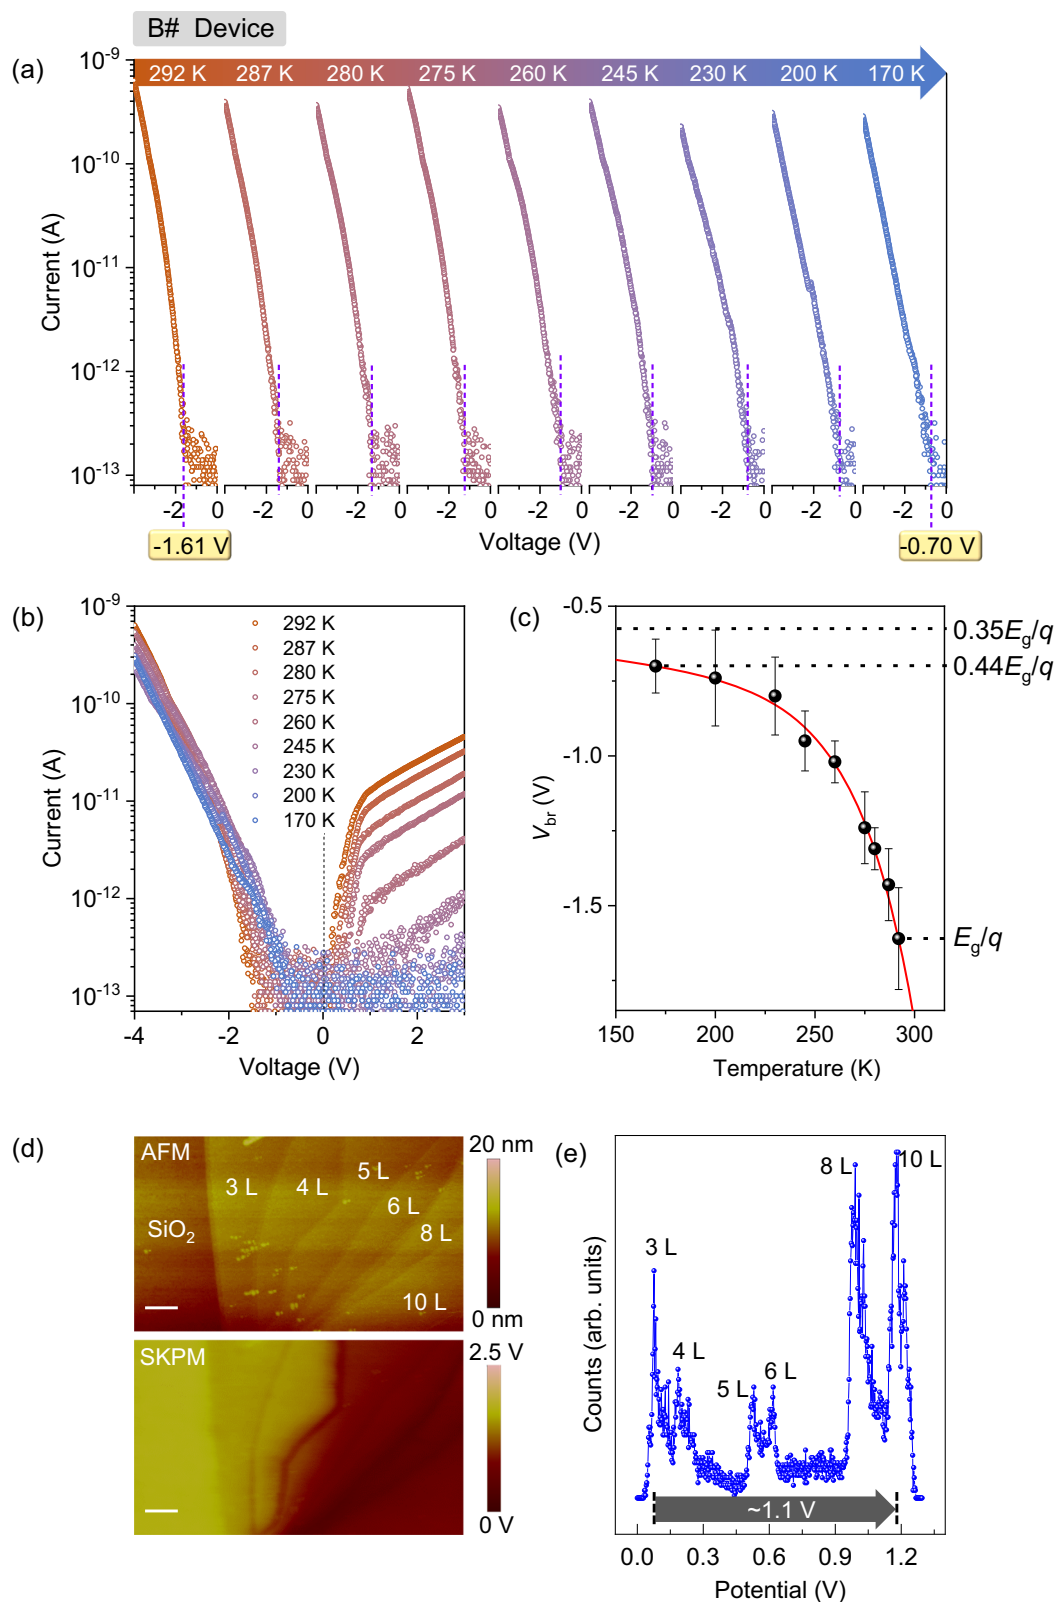 B# Device
(a)
292 K 287 K 280 K 275 K 260 K 245 K 230 K 200 K 170 K
Current (A)
10⁻⁹
10⁻¹⁰
10⁻¹¹
10⁻¹²
10⁻¹³
-2 0 -2 0 -2 0 -2 0 -2 0 -2 0 -2 0 -2 0 -2 0
-1.61 V
Voltage (V)
-0.70 V
(b)
Current (A)
10⁻⁹
10⁻¹⁰
10⁻¹¹
10⁻¹²
10⁻¹³
292 K
287 K
280 K
275 K
260 K
245 K
230 K
200 K
170 K
-4 -2 0 2
Voltage (V)
(c)
V_br (V)
-0.5
-1.0
-1.5
0.35E_g/q
0.44E_g/q
E_g/q
150 200 250 300
Temperature (K)
(d)
AFM
SiO₂
3 L
4 L
5 L
6 L
8 L
10 L
20 nm
0 nm
SKPM
2.5 V
0 V
(e)
Counts (arb. units)
3 L
4 L
5 L
6 L
8 L
10 L
~1.1 V
0.0 0.3 0.6 0.9 1.2
Potential (V)